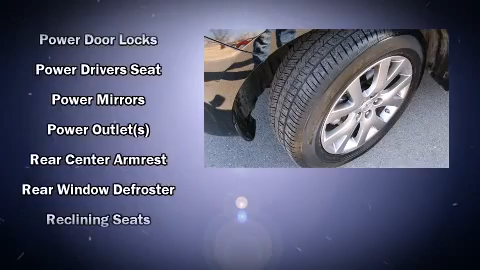 Power Door Locks
Power Drivers Seat
Power Mirrors
Power Outlet(s)
Rear Center Armrest
Rear Window Defroster
Reclining Seats